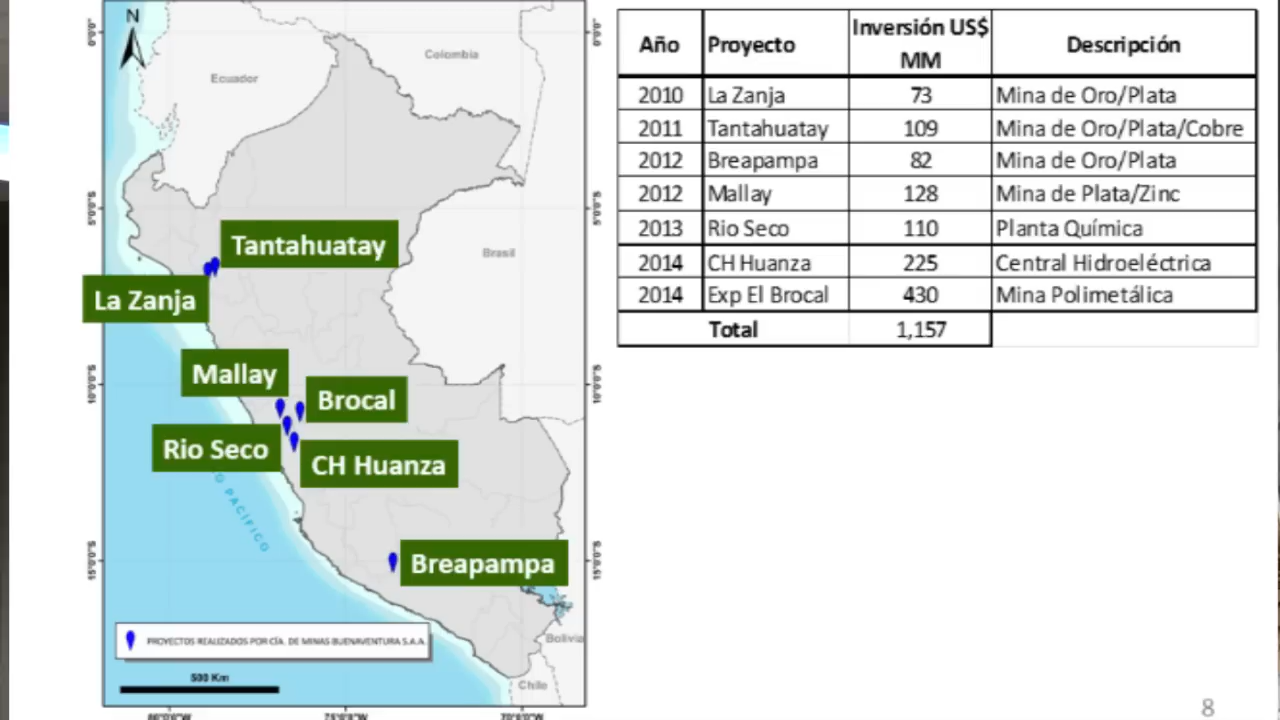 N
Colombia
Ecuador
Brasil
Tantahuatay
La Zanja
Mallay
Brocal
Rio Seco
CH Huanza
PACÍFICO
Breapampa
PROYECTOS REALIZADOS POR CÍA. DE MINAS BUENAVENTURA S.A.A.
Bolivia
500 Km
Chile
Año Proyecto Inversión US$ MM Descripción
2010 La Zanja 73 Mina de Oro/Plata
2011 Tantahuatay 109 Mina de Oro/Plata/Cobre
2012 Breapampa 82 Mina de Oro/Plata
2012 Mallay 128 Mina de Plata/Zinc
2013 Rio Seco 110 Planta Química
2014 CH Huanza 225 Central Hidroeléctrica
2014 Exp El Brocal 430 Mina Polimetálica
Total 1,157
8